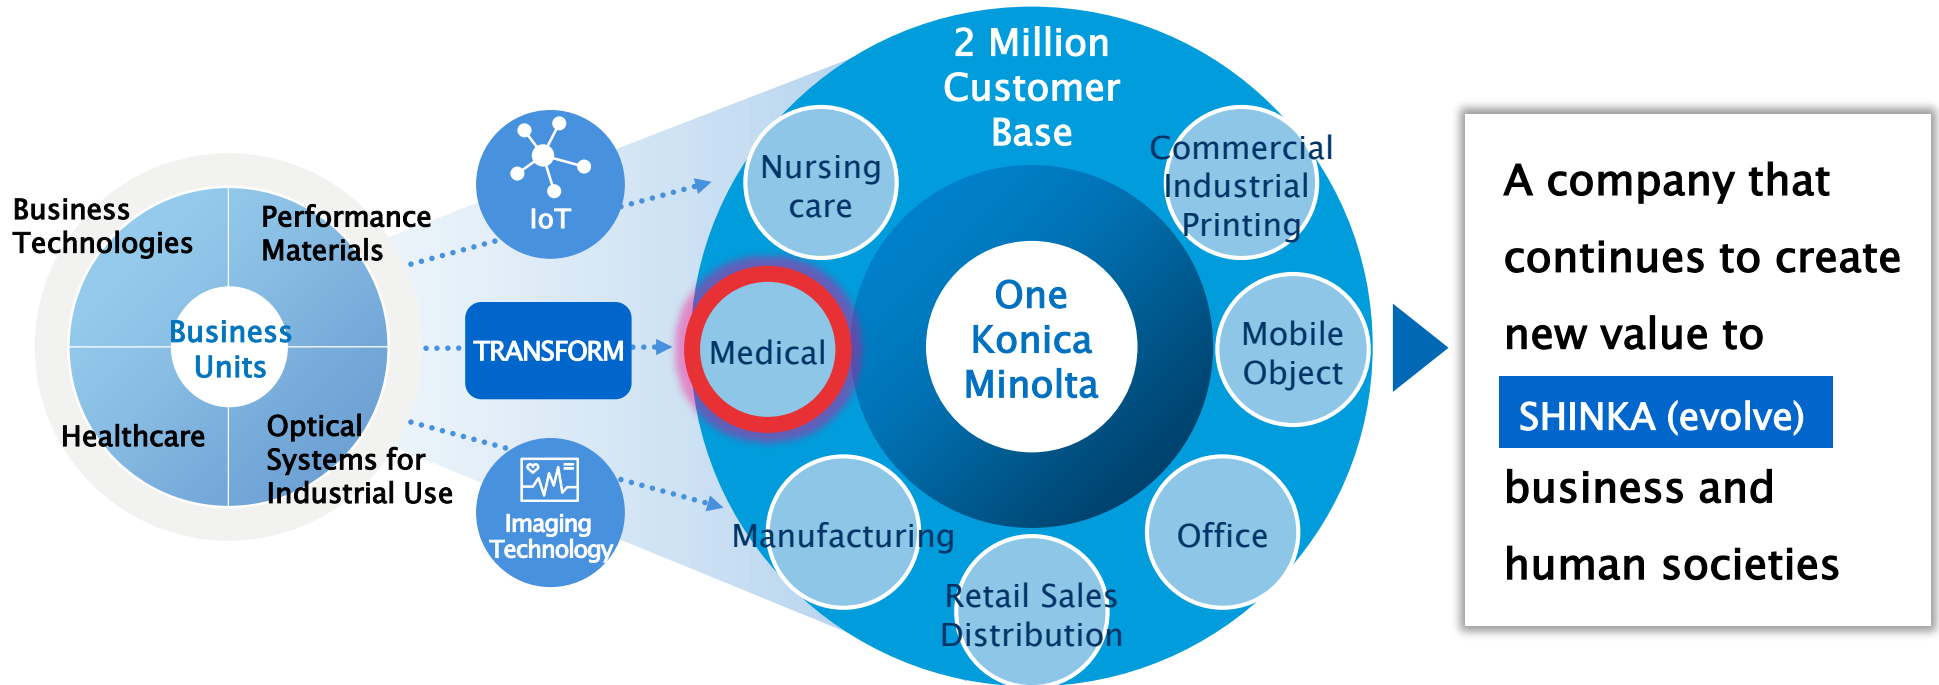 Business
Technologies
Performance
Materials
Business
Units
Healthcare
Optical
Systems for
Industrial Use
IoT
TRANSFORM
Imaging
Technology
2 Million
Customer
Base
Nursing
care
Commercial
Industrial
Printing
Medical
One
Konica
Minolta
Mobile
Object
Manufacturing
Office
Retail Sales
Distribution
A company that
continues to create
new value to
SHINKA (evolve)
business and
human societies